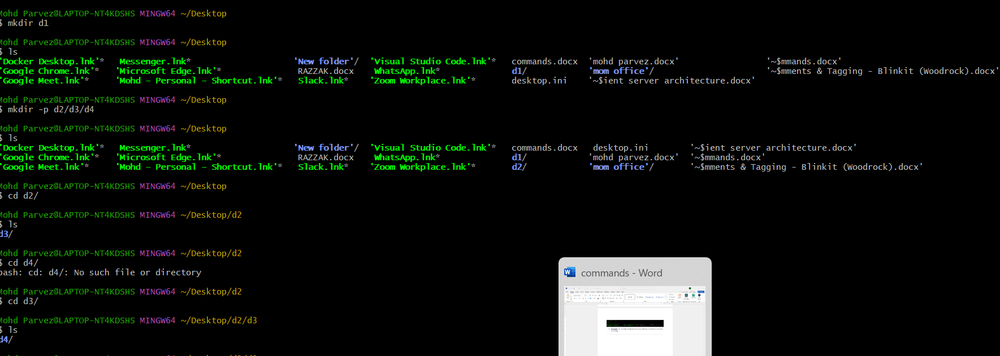 Mohd Parvez@LAPTOP-NT4KDSHS MINGW64 ~/Desktop
$ mkdir d1
Mohd Parvez@LAPTOP-NT4KDSHS MINGW64 ~/Desktop
$ ls
'Docker Desktop.lnk'* Messenger.lnk* 'New folder'/ 'Visual Studio Code.lnk'* commands.docx 'mohd parvez.docx' '~$mmands.docx'
'Google Chrome.lnk'* 'Microsoft Edge.lnk'* RAZZAK.docx WhatsApp.lnk* d1/ 'mom office'/ '~$mments & Tagging - Blinkit (Woodrock).docx'
'Google Meet.lnk'* 'Mohd - Personal - Shortcut.lnk'* Slack.lnk* 'Zoom Workplace.lnk'* desktop.ini '~$ient server architecture.docx'
Mohd Parvez@LAPTOP-NT4KDSHS MINGW64 ~/Desktop
$ mkdir -p d2/d3/d4
Mohd Parvez@LAPTOP-NT4KDSHS MINGW64 ~/Desktop
$ ls
'Docker Desktop.lnk'* Messenger.lnk* 'New folder'/ 'Visual Studio Code.lnk'* commands.docx desktop.ini '~$ient server architecture.docx'
'Google Chrome.lnk'* 'Microsoft Edge.lnk'* RAZZAK.docx WhatsApp.lnk* d1/ 'mohd parvez.docx' '~$mmands.docx'
'Google Meet.lnk'* 'Mohd - Personal - Shortcut.lnk'* Slack.lnk* 'Zoom Workplace.lnk'* d2/ 'mom office'/ '~$mments & Tagging - Blinkit (Woodrock).docx'
Mohd Parvez@LAPTOP-NT4KDSHS MINGW64 ~/Desktop
$ cd d2/
Mohd Parvez@LAPTOP-NT4KDSHS MINGW64 ~/Desktop/d2
$ ls
d3/
Mohd Parvez@LAPTOP-NT4KDSHS MINGW64 ~/Desktop/d2
$ cd d4/
bash: cd: d4/: No such file or directory
Mohd Parvez@LAPTOP-NT4KDSHS MINGW64 ~/Desktop/d2
$ cd d3/
Mohd Parvez@LAPTOP-NT4KDSHS MINGW64 ~/Desktop/d2/d3
$ ls
d4/
commands - Word